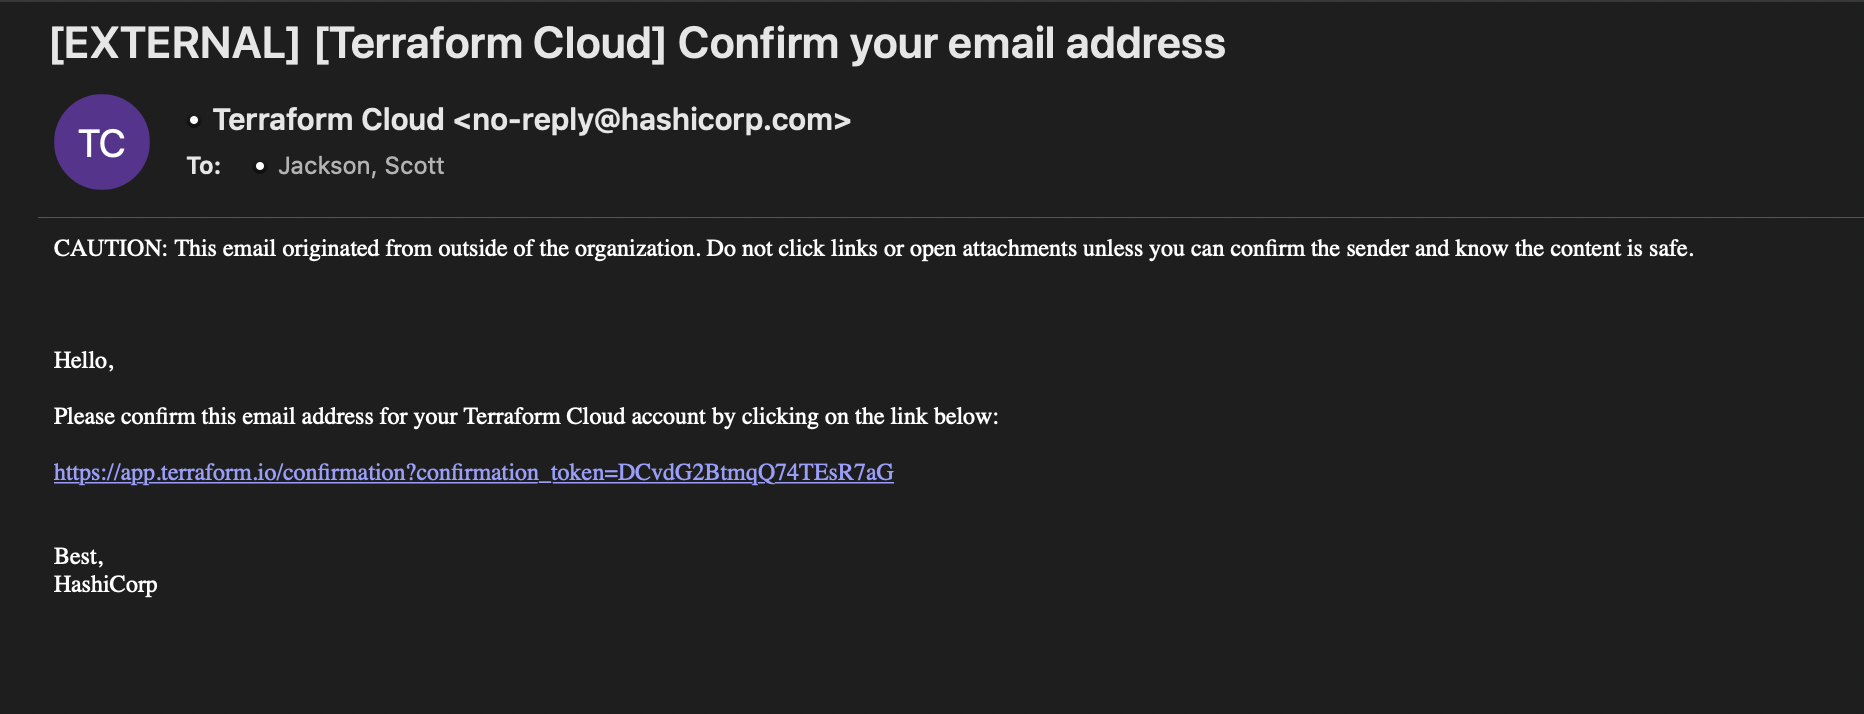 [EXTERNAL] [Terraform Cloud] Confirm your email address
TC
• Terraform Cloud <no-reply@hashicorp.com>
To: • Jackson, Scott
CAUTION: This email originated from outside of the organization. Do not click links or open attachments unless you can confirm the sender and know the content is safe.
Hello,
Please confirm this email address for your Terraform Cloud account by clicking on the link below:
https://app.terraform.io/confirmation?confirmation_token=DCvdG2BtmqQ74TEsR7aG
Best,
HashiCorp